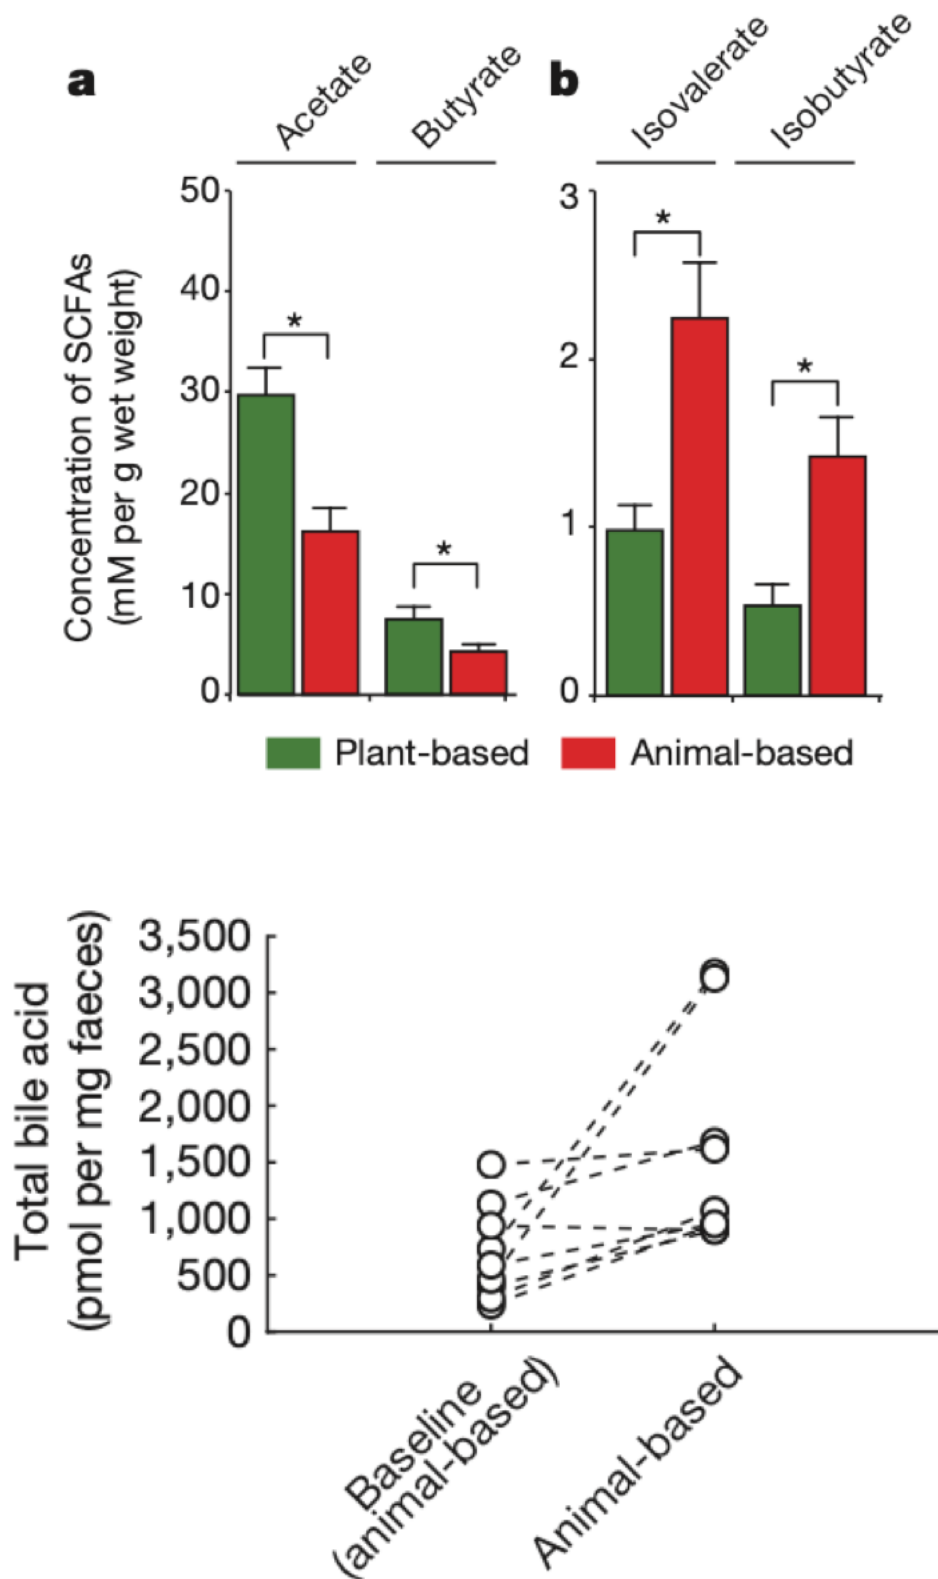 a
Acetate
Butyrate
b
Isovalerate
Isobutyrate
Concentration of SCFAs
(mM per g wet weight)
50
40
30
20
10
0
*
*
3
2
1
0
*
*
Plant-based
Animal-based
Total bile acid
(pmol per mg faeces)
3,500
3,000
2,500
2,000
1,500
1,000
500
0
Baseline
(animal-based)
Animal-based